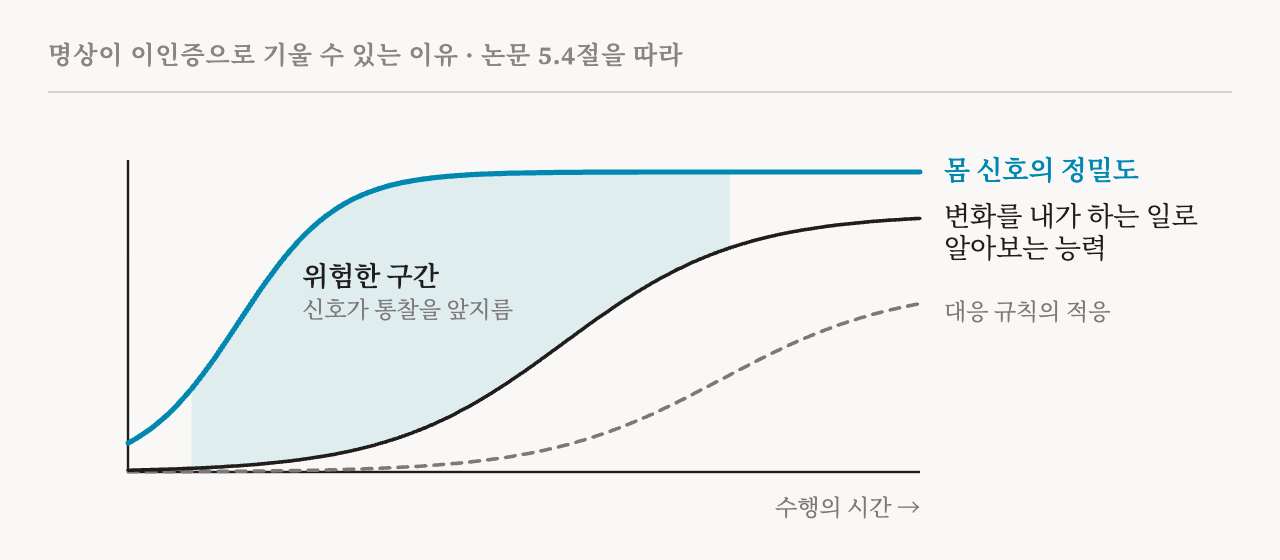 명상이 이인증으로 기울 수 있는 이유 · 논문 5.4절을 따라
몸 신호의 정밀도
변화를 내가 하는 일로
알아보는 능력
위험한 구간
신호가 통찰을 앞지름
대응 규칙의 적응
수행의 시간 →